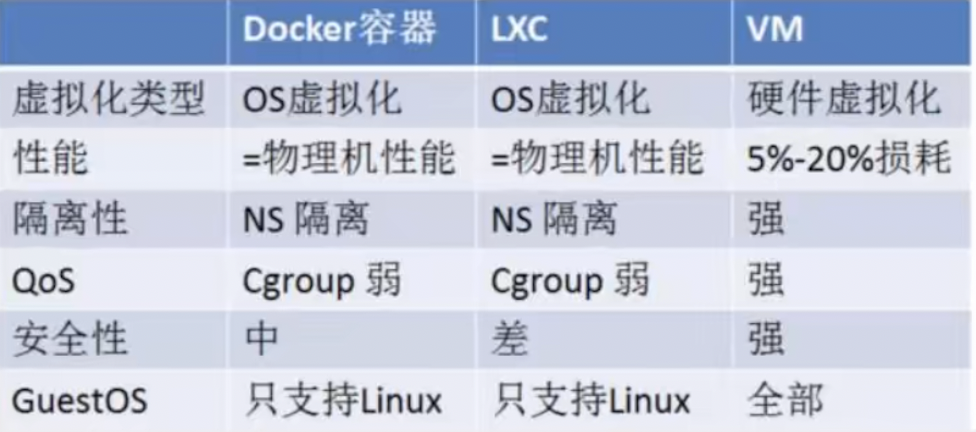 Docker容器 LXC VM
虚拟化类型 OS虚拟化 OS虚拟化 硬件虚拟化
性能 =物理机性能 =物理机性能 5%-20%损耗
隔离性 NS 隔离 NS 隔离 强
QoS Cgroup 弱 Cgroup 弱 强
安全性 中 差 强
GuestOS 只支持Linux 只支持Linux 全部